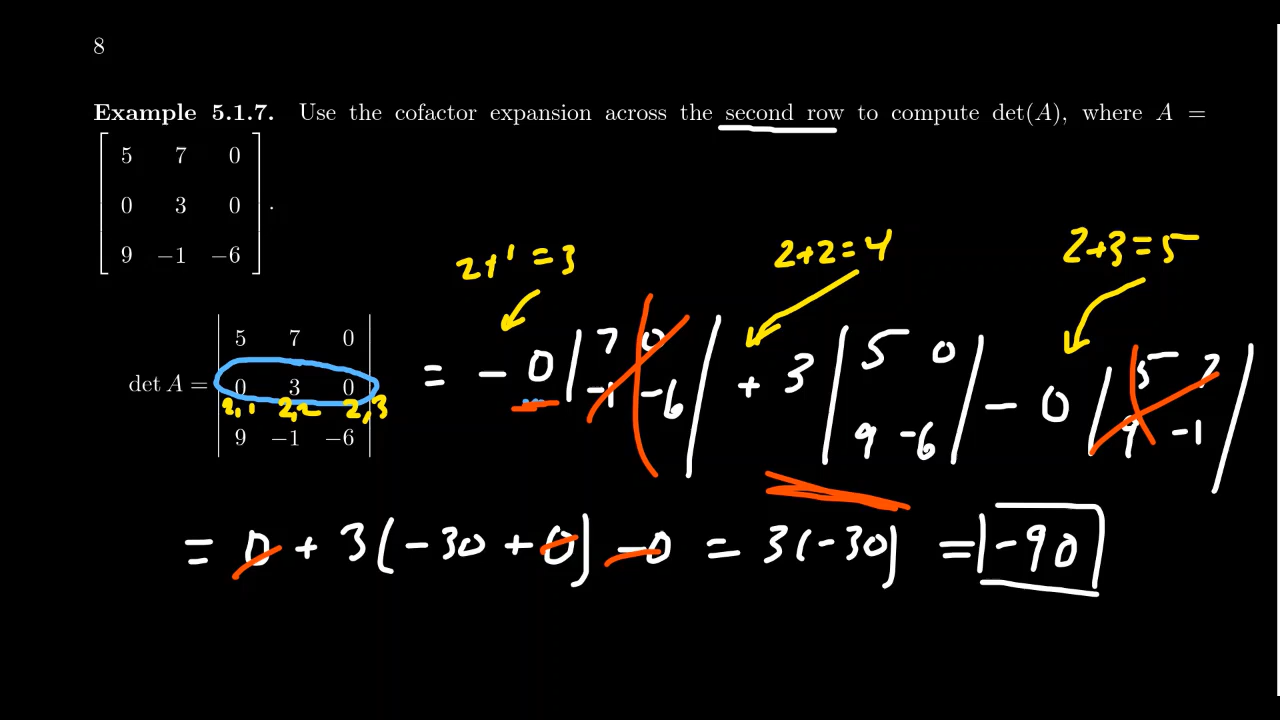 8
Example 5.1.7. Use the cofactor expansion across the second row to compute det(A), where A =
5 7 0
0 3 0 .
9 −1 −6
2+1=3 2+2=4 2+3=5
5 7 0
det A = 0 3 0 = - 0 | 7 0 | + 3 | 5 0 | - 0 | 5 7 |
2,1 2,2 2,3 | -1 -6 | | 9 -6 | | 9 -1 |
9 −1 −6
= 0 + 3(-30 + 0) - 0 = 3(-30) = -90